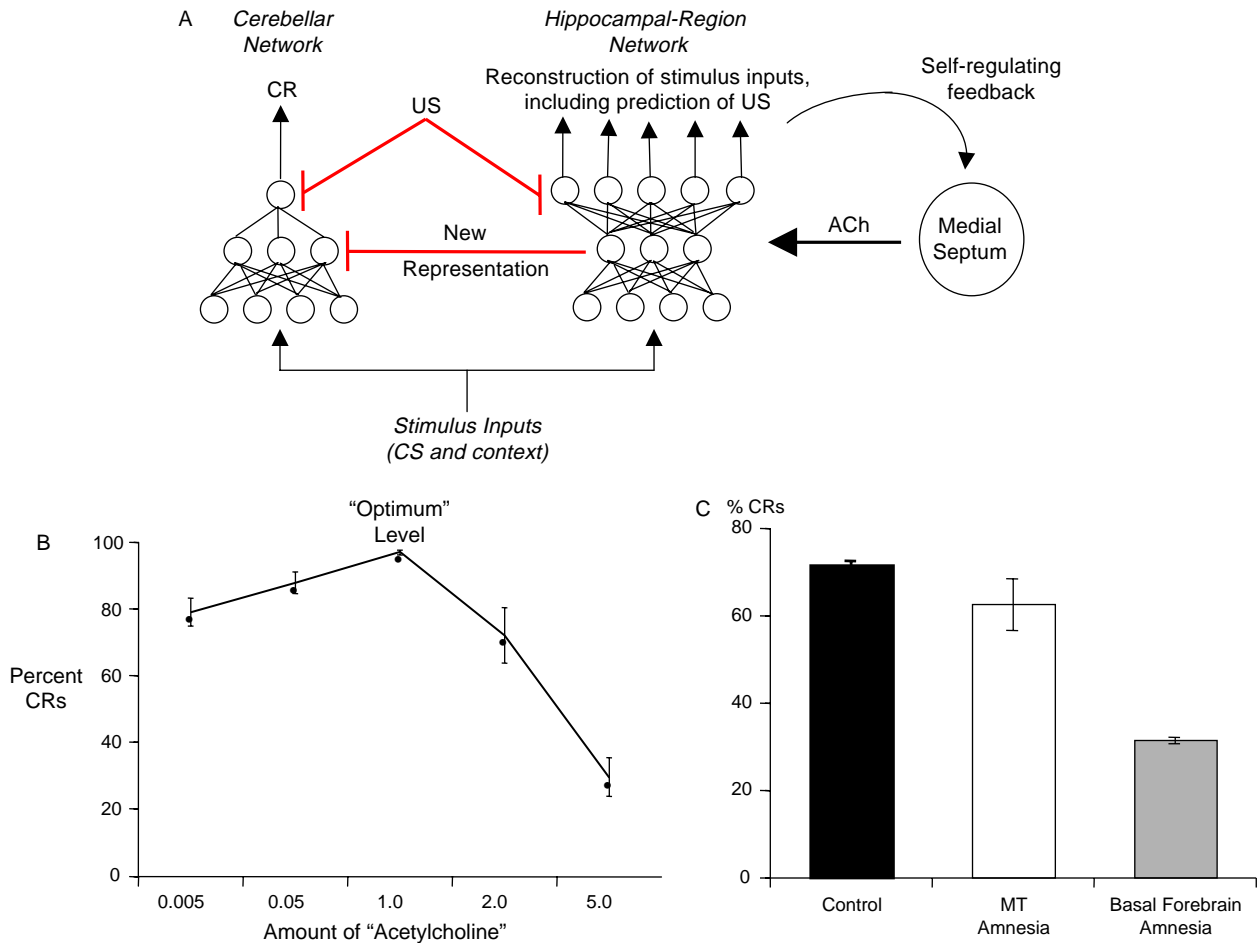 A
Cerebellar
Network
Hippocampal-Region
Network
CR
US
Reconstruction of stimulus inputs,
including prediction of US
Self-regulating
feedback
New
Representation
ACh
Medial
Septum
Stimulus Inputs
(CS and context)
B
“Optimum”
Level
100
80
60
40
20
0
Percent
CRs
0.005
0.05
1.0
2.0
5.0
Amount of “Acetylcholine”
C
% CRs
80
60
40
20
0
Control
MT
Amnesia
Basal Forebrain
Amnesia